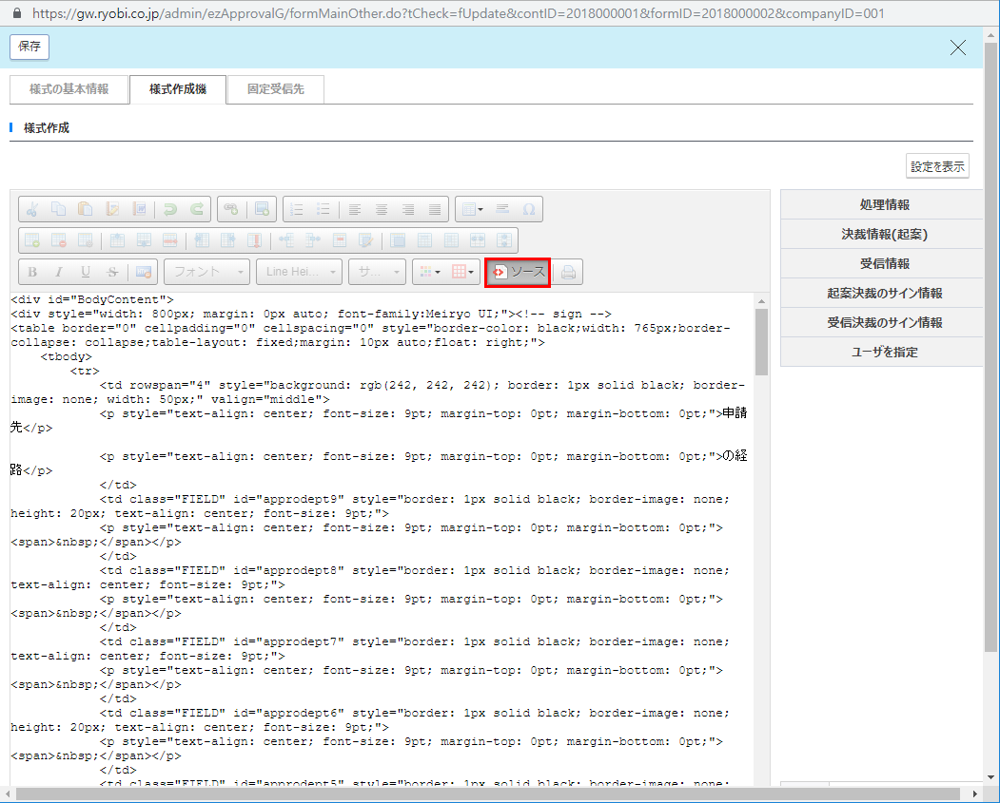 https://gw.ryobi.co.jp/admin/ezApprovalG/formMainOther.do?tCheck=fUpdate&contID=2018000001&formID=2018000002&companyID=001
保存
様式の基本情報 様式作成機 固定受信先
様式作成
設定を表示
処理情報
決裁情報(起案)
受信情報
起案決裁のサイン情報
受信決裁のサイン情報
ユーザを指定
B I U S フォント Line Hei... サ... ソース
<div id="BodyContent">
<div style="width: 800px; margin: 0px auto; font-family:Meiryo UI;"><!-- sign -->
<table border="0" cellpadding="0" cellspacing="0" style="border-color: black;width: 765px;border-
collapse: collapse;table-layout: fixed;margin: 10px auto;float: right;">
    <tbody>
        <tr>
            <td rowspan="4" style="background: rgb(242, 242, 242); border: 1px solid black; border-
image: none; width: 50px;" valign="middle">
            <p style="text-align: center; font-size: 9pt; margin-top: 0pt; margin-bottom: 0pt;">申請
先</p>
            <p style="text-align: center; font-size: 9pt; margin-top: 0pt; margin-bottom: 0pt;">の経
路</p>
            </td>
            <td class="FIELD" id="approdept9" style="border: 1px solid black; border-image: none;
height: 20px; text-align: center; font-size: 9pt;">
            <p style="text-align: center; font-size: 9pt; margin-top: 0pt; margin-bottom: 0pt;">
<span>&nbsp;</span></p>
            </td>
            <td class="FIELD" id="approdept8" style="border: 1px solid black; border-image: none;
text-align: center; font-size: 9pt;">
            <p style="text-align: center; font-size: 9pt; margin-top: 0pt; margin-bottom: 0pt;">
<span>&nbsp;</span></p>
            </td>
            <td class="FIELD" id="approdept7" style="border: 1px solid black; border-image: none;
text-align: center; font-size: 9pt;">
            <p style="text-align: center; font-size: 9pt; margin-top: 0pt; margin-bottom: 0pt;">
<span>&nbsp;</span></p>
            </td>
            <td class="FIELD" id="approdept6" style="border: 1px solid black; border-image: none;
height: 20px; text-align: center; font-size: 9pt;">
            <p style="text-align: center; font-size: 9pt; margin-top: 0pt; margin-bottom: 0pt;">
<span>&nbsp;</span></p>
            </td>
            <td class="FIELD" id="approdept5" style="border: 1px solid black; border-image: none;